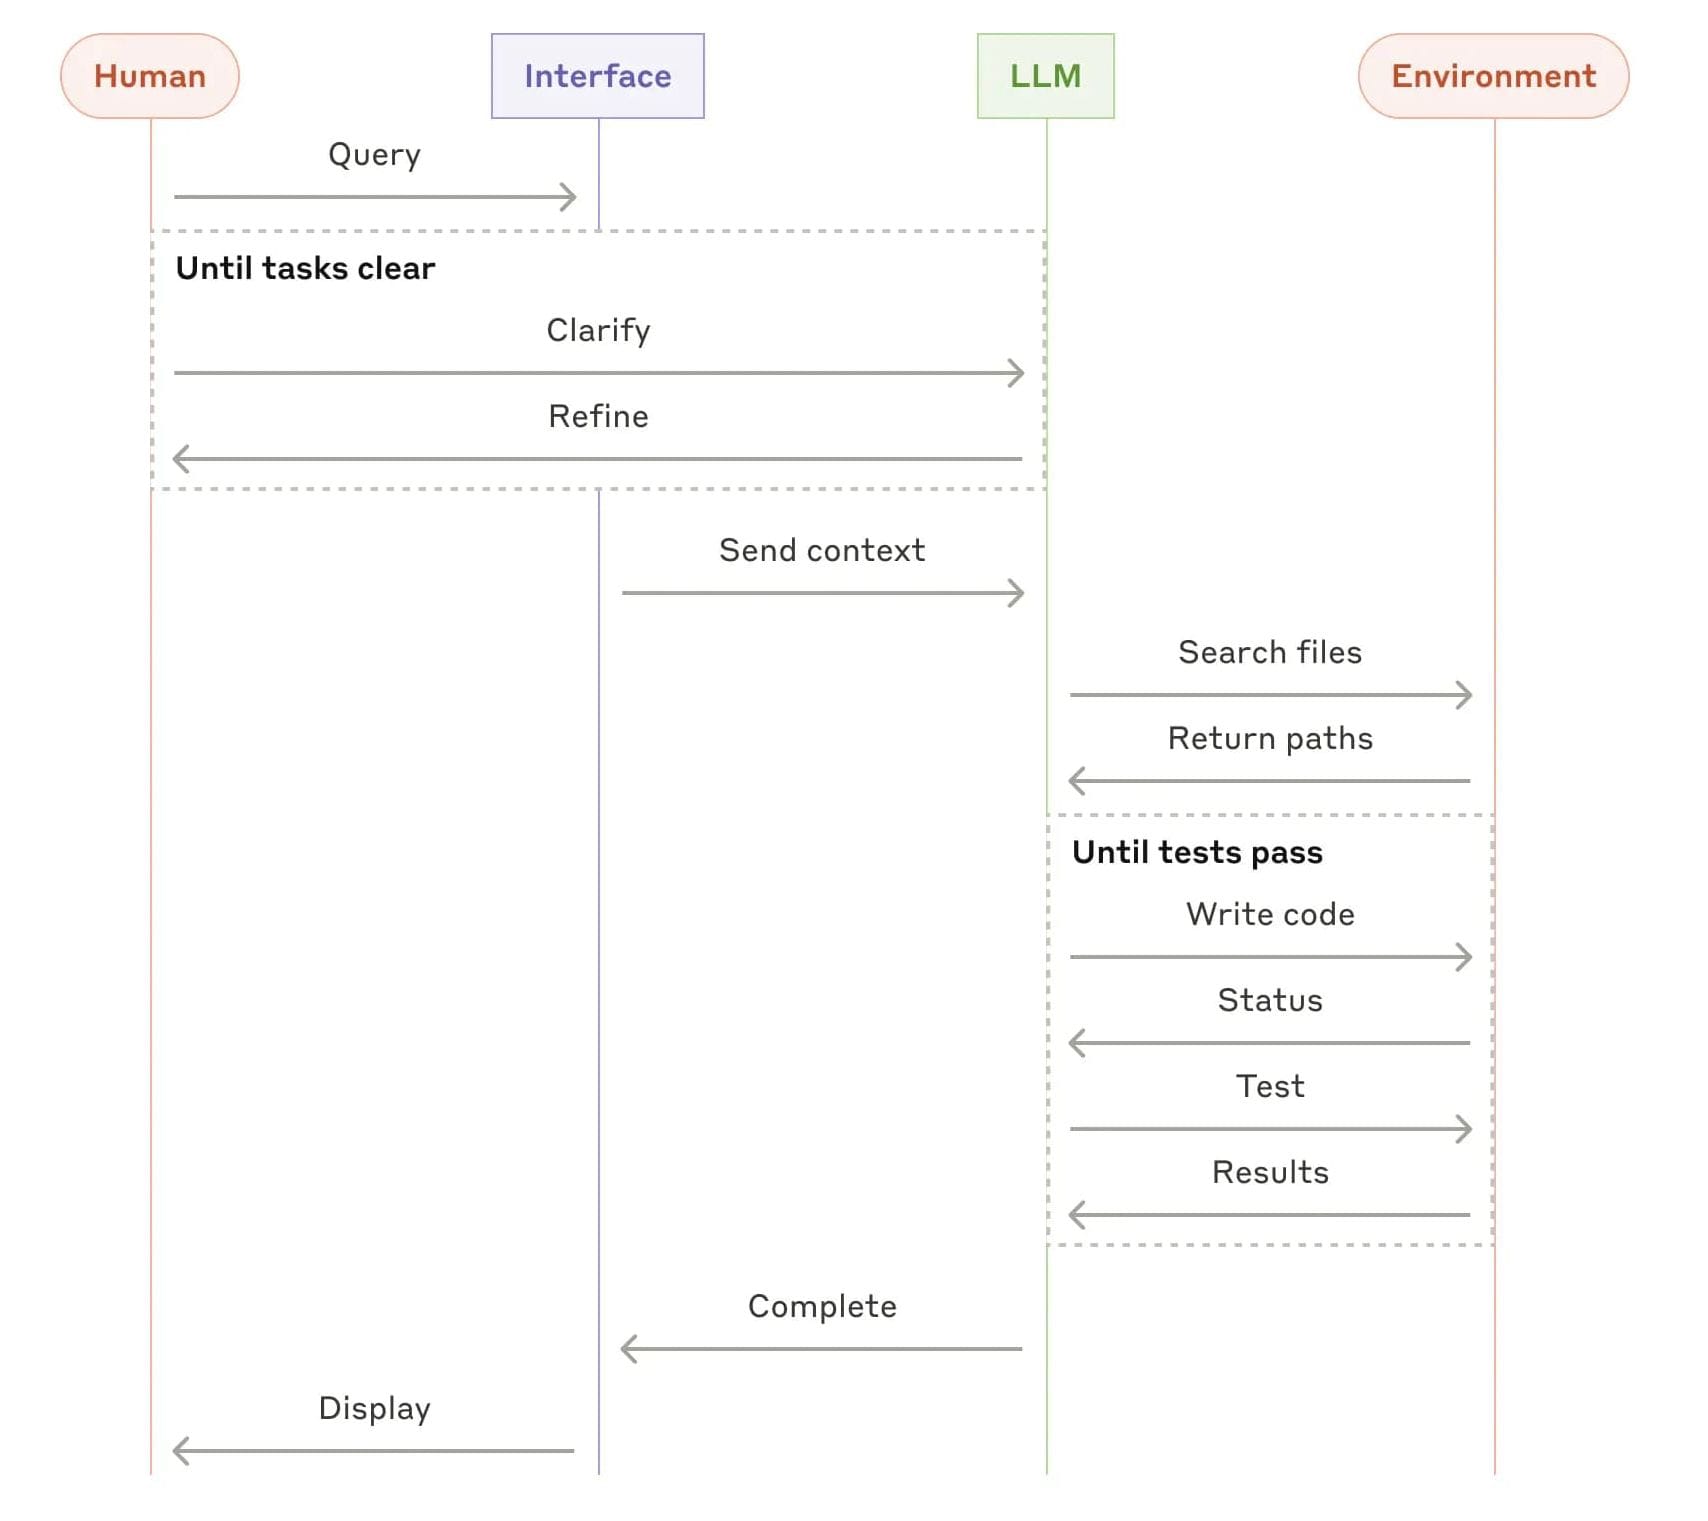 Human
Interface
LLM
Environment
Query
Until tasks clear
Clarify
Refine
Send context
Search files
Return paths
Until tests pass
Write code
Status
Test
Results
Complete
Display